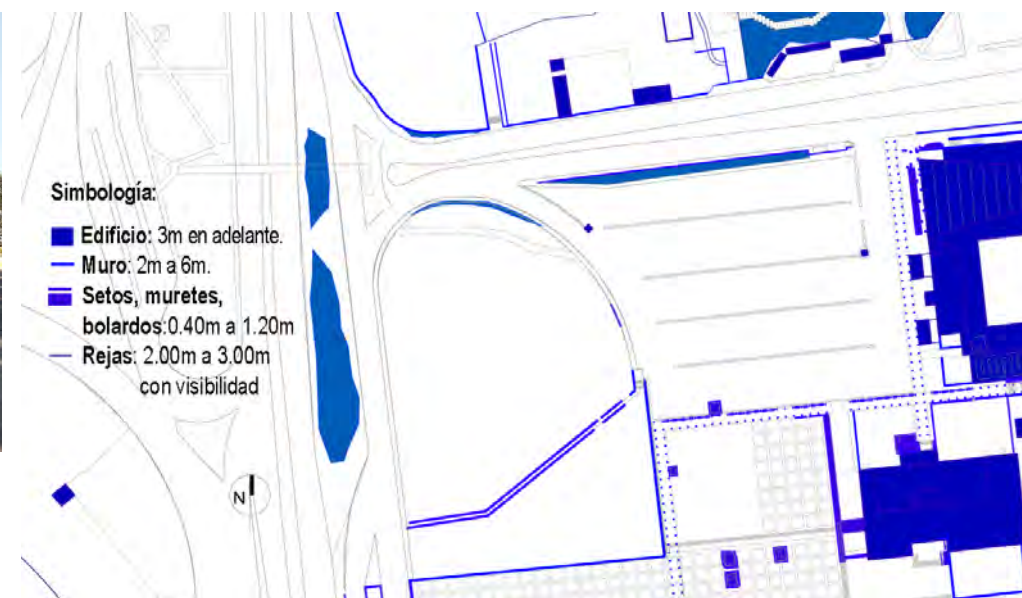 Simbología:
Edificio: 3m en adelante.
Muro: 2m a 6m.
Setos, muretes,
bolardos:0.40m a 1.20m
Rejas: 2.00m a 3.00m
con visibilidad
N